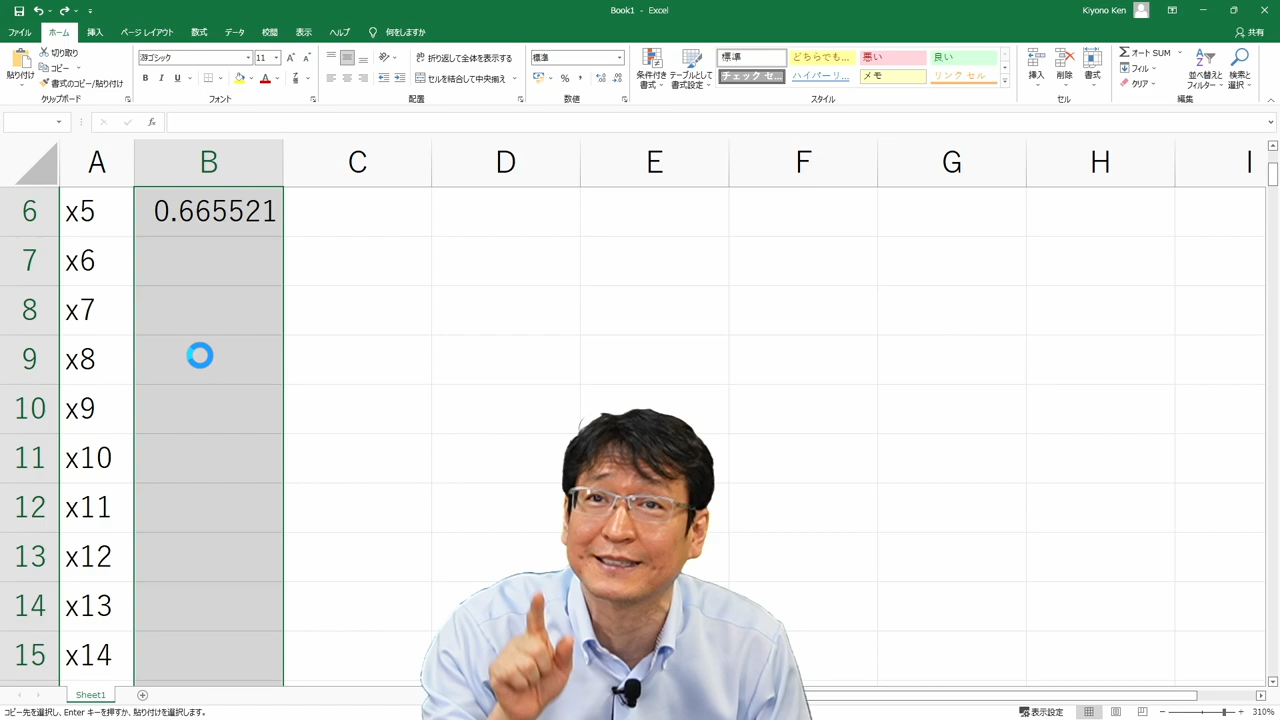 Book1 - Excel
Kiyono Ken
ファイル ホーム 挿入 ページ レイアウト 数式 データ 校閲 表示 ヘルプ 何をしますか 共有
貼り付け 切り取り コピー 書式のコピー/貼り付け
クリップボード
游ゴシック 11
B I U A
フォント
折り返して全体を表示する
セルを結合して中央揃え
配置
標準
%
数値
条件付き書式 テーブルとして書式設定
標準 どちらでも... 悪い 良い
チェック セ... ハイパーリ... メモ リンク セル
スタイル
挿入 削除 書式
セル
オート SUM
フィル
クリア
並べ替えとフィルター 検索と選択
編集
fx
A B C D E F G H I
6 x5 0.665521
7 x6
8 x7
9 x8
10 x9
11 x10
12 x11
13 x12
14 x13
15 x14
Sheet1
コピー先を選択し、Enter キーを押すか、貼り付けを選択します。
表示設定
310%